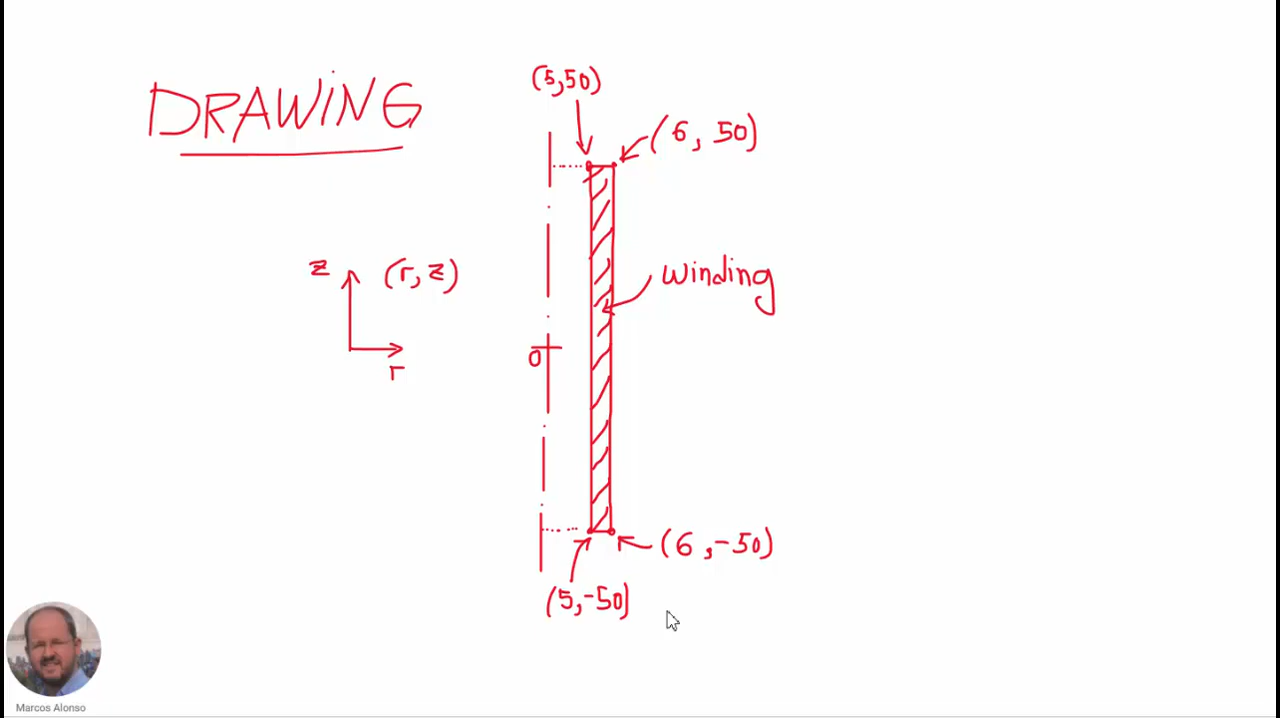 DRAWING
(5,50)
(6, 50)
z
(r, z)
r
winding
0
(6,-50)
(5,-50)
Marcos Alonso